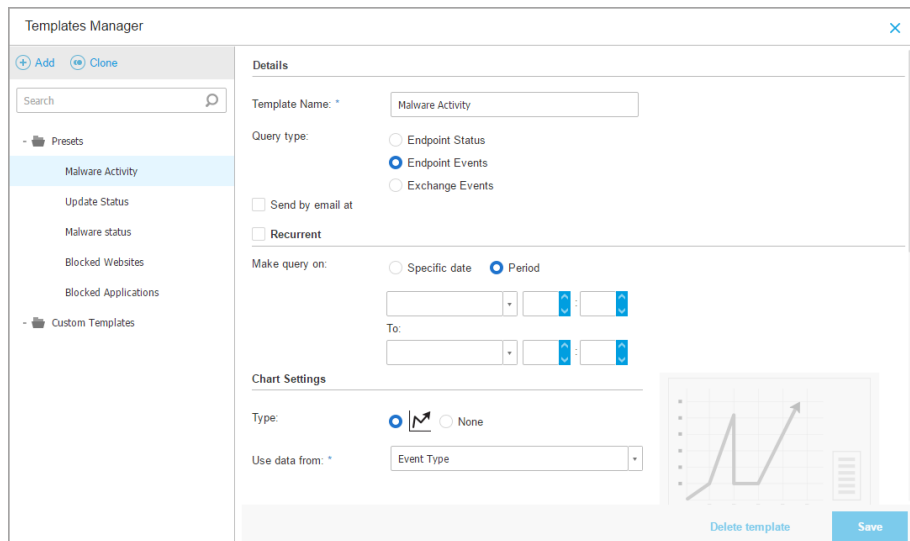 Templates Manager
Add Clone
Search
Presets
Malware Activity
Update Status
Malware status
Blocked Websites
Blocked Applications
Custom Templates
Details
Template Name: * Malware Activity
Query type:
Endpoint Status
Endpoint Events
Exchange Events
Send by email at
Recurrent
Make query on: Specific date Period
:
To:
:
Chart Settings
Type: None
Use data from: * Event Type
Delete template Save